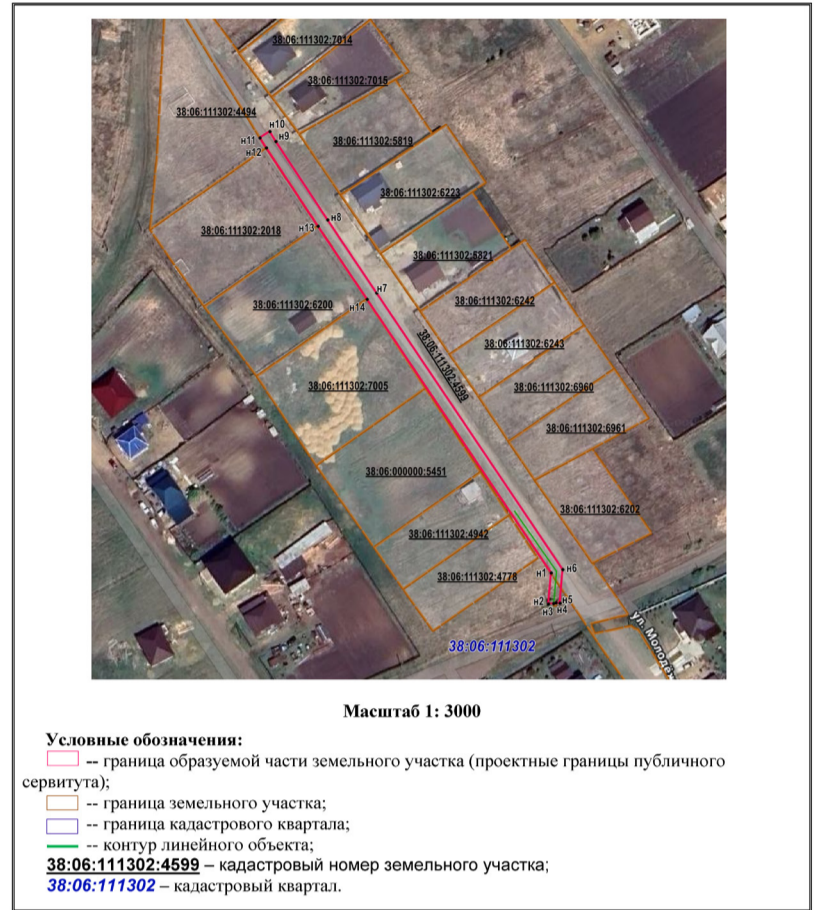 38:06:111302:7014
38:06:111302:7015
38:06:111302:4494
н10
н11
н9
н12
38:06:111302:5819
38:06:111302:6223
н8
38:06:111302:2018
н13
38:06:111302:5821
н7
38:06:111302:6200
н14
38:06:111302:6242
38:06:111302:4599
38:06:111302:6243
38:06:111302:7005
38:06:111302:6960
38:06:111302:6961
38:06:000000:5451
38:06:111302:6202
38:06:111302:4942
н1
н6
38:06:111302:4778
н2
н5
н3
н4
ул. Молодёж
38:06:111302
Масштаб 1: 3000
Условные обозначения:
-- граница образуемой части земельного участка (проектные границы публичного
сервитута);
-- граница земельного участка;
-- граница кадастрового квартала;
-- контур линейного объекта;
38:06:111302:4599 – кадастровый номер земельного участка;
38:06:111302 – кадастровый квартал.